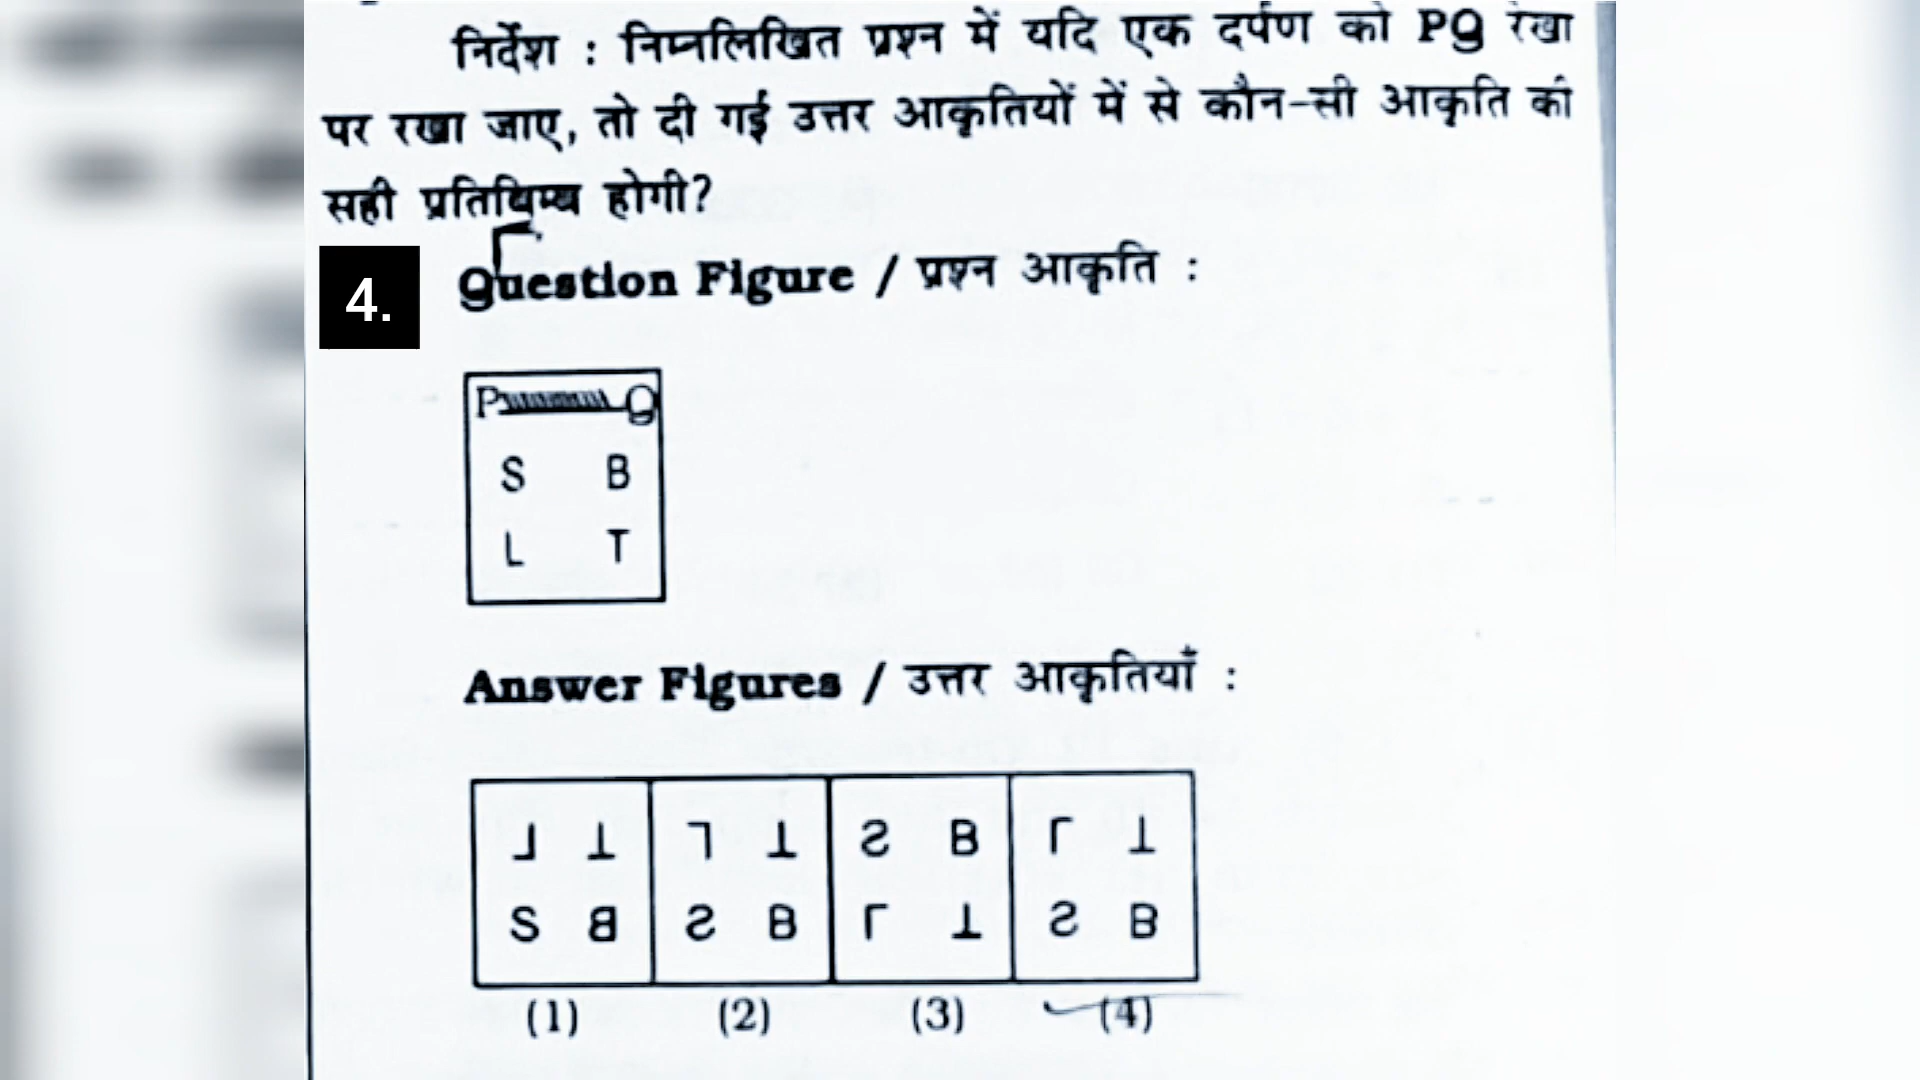 निर्देश : निम्नलिखित प्रश्न में यदि एक दर्पण को PQ रेखा
पर रखा जाए, तो दी गई उत्तर आकृतियों में से कौन-सी आकृति की
सही प्रतिबिम्ब होगी?
4. Question Figure / प्रश्न आकृति :
P Q
S B
L T
Answer Figures / उत्तर आकृतियाँ :
(1) (2) (3) (4)